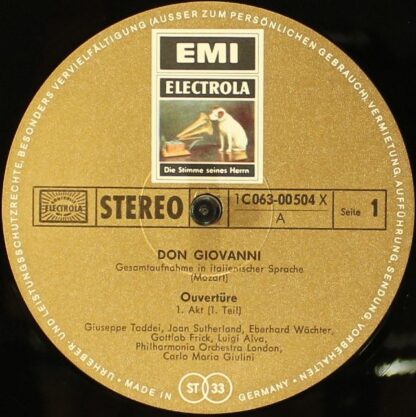 URHEBER- UND LEISTUNGSSCHUTZRECHTE, BESONDERS VERVIELFÄLTIGUNG (AUSSER ZUM PERSÖNLICHEN GEBRAUCH), VERMIETUNG, AUFFÜHRUNG, SENDUNG, VORBEHALTEN
EMI
ELECTROLA
Die Stimme seines Herrn
ELECTROLA
STEREO
1C063-00504 X
A
Seite 1
DON GIOVANNI
Gesamtaufnahme in italienischer Sprache
(Mozart)
Ouvertüre
1. Akt (1. Teil)
Giuseppe Taddei, Joan Sutherland, Eberhard Wächter,
Gottlob Frick, Luigi Alva,
Philharmonia Orchestra London,
Carlo Maria Giulini
MADE IN ST 33 GERMANY